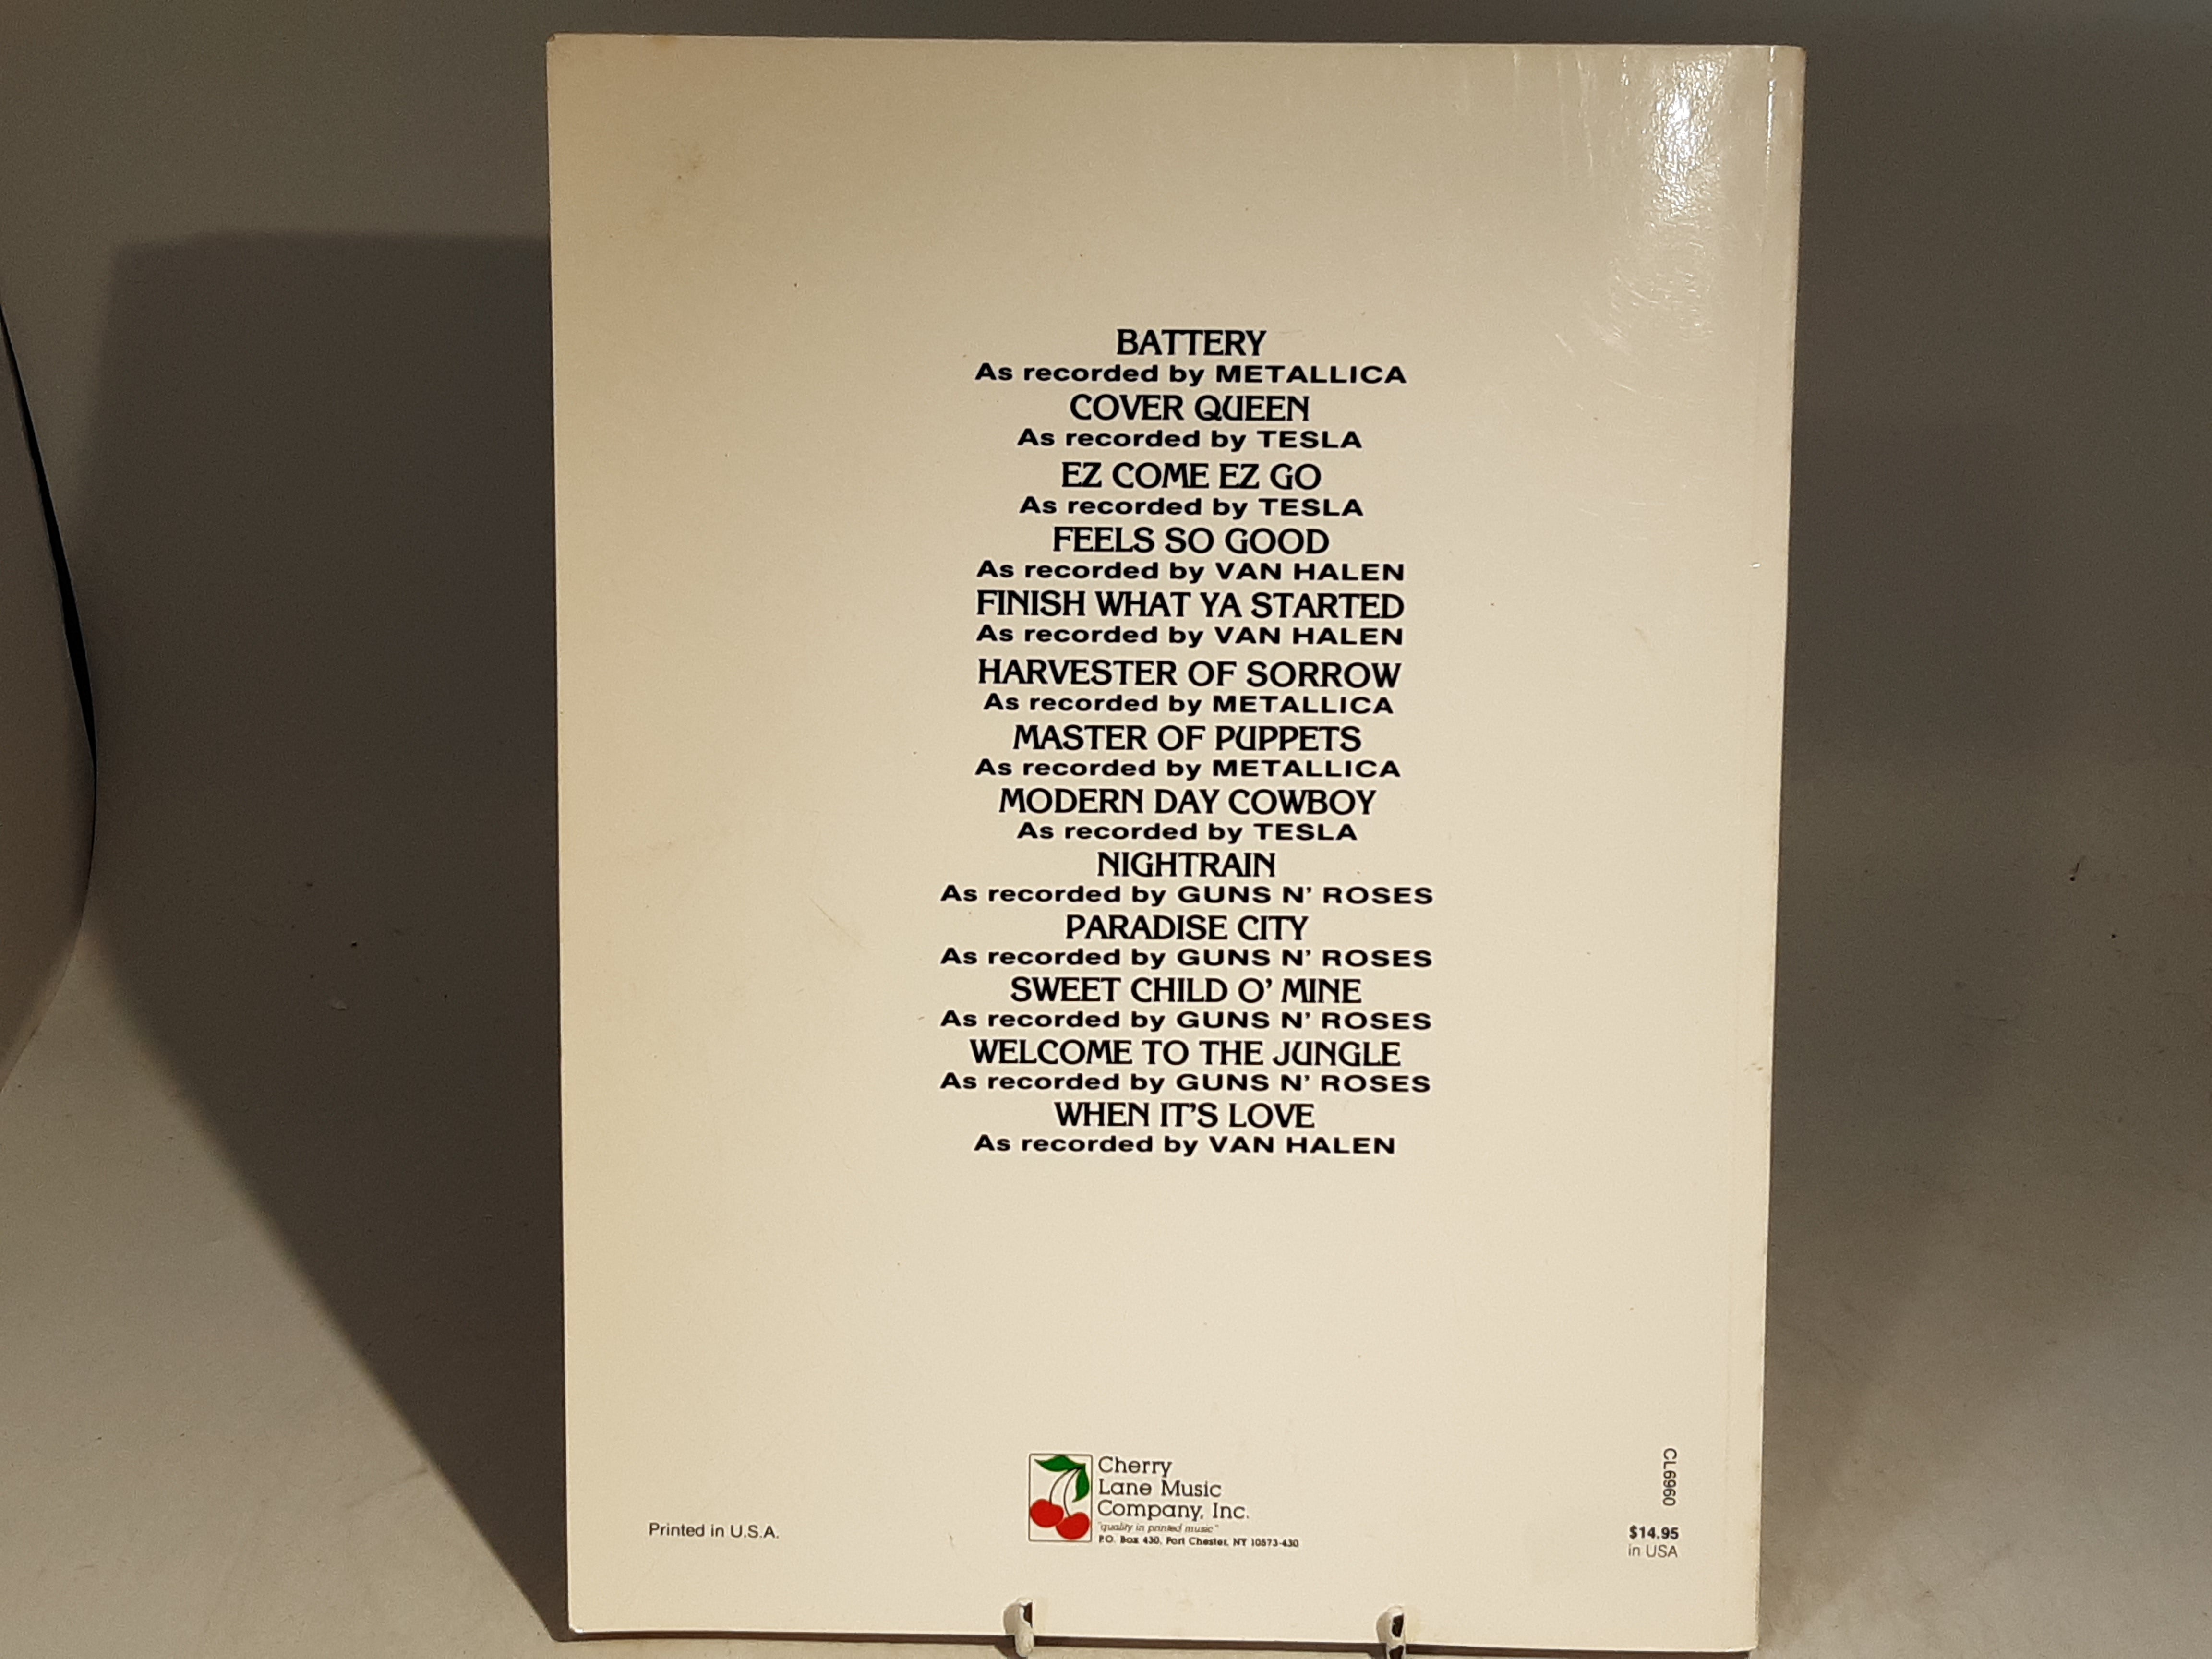 BATTERY
As recorded by METALLICA
COVER QUEEN
As recorded by TESLA
EZ COME EZ GO
As recorded by TESLA
FEELS SO GOOD
As recorded by VAN HALEN
FINISH WHAT YA STARTED
As recorded by VAN HALEN
HARVESTER OF SORROW
As recorded by METALLICA
MASTER OF PUPPETS
As recorded by METALLICA
MODERN DAY COWBOY
As recorded by TESLA
NIGHTRAIN
As recorded by GUNS N' ROSES
PARADISE CITY
As recorded by GUNS N' ROSES
SWEET CHILD O' MINE
As recorded by GUNS N' ROSES
WELCOME TO THE JUNGLE
As recorded by GUNS N' ROSES
WHEN IT'S LOVE
As recorded by VAN HALEN
Printed in U.S.A.
Cherry
Lane Music
Company, Inc.
"quality in printed music"
P.O. Box 430, Port Chester, NY 10573-430
CL6960
$14.95
in USA